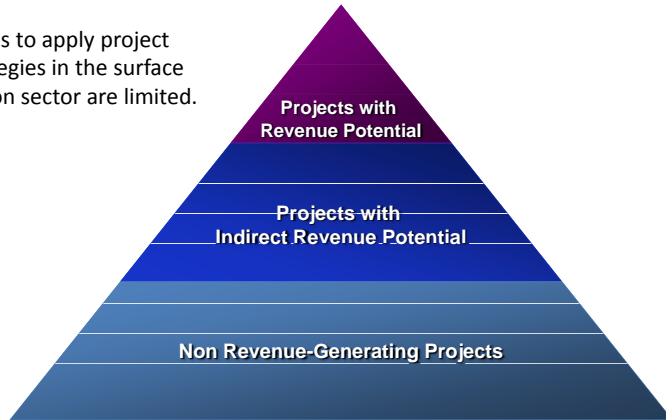 s to apply project
egies in the surface
on sector are limited.
Projects with
Revenue Potential
Projects with
Indirect Revenue Potential
Non Revenue-Generating Projects